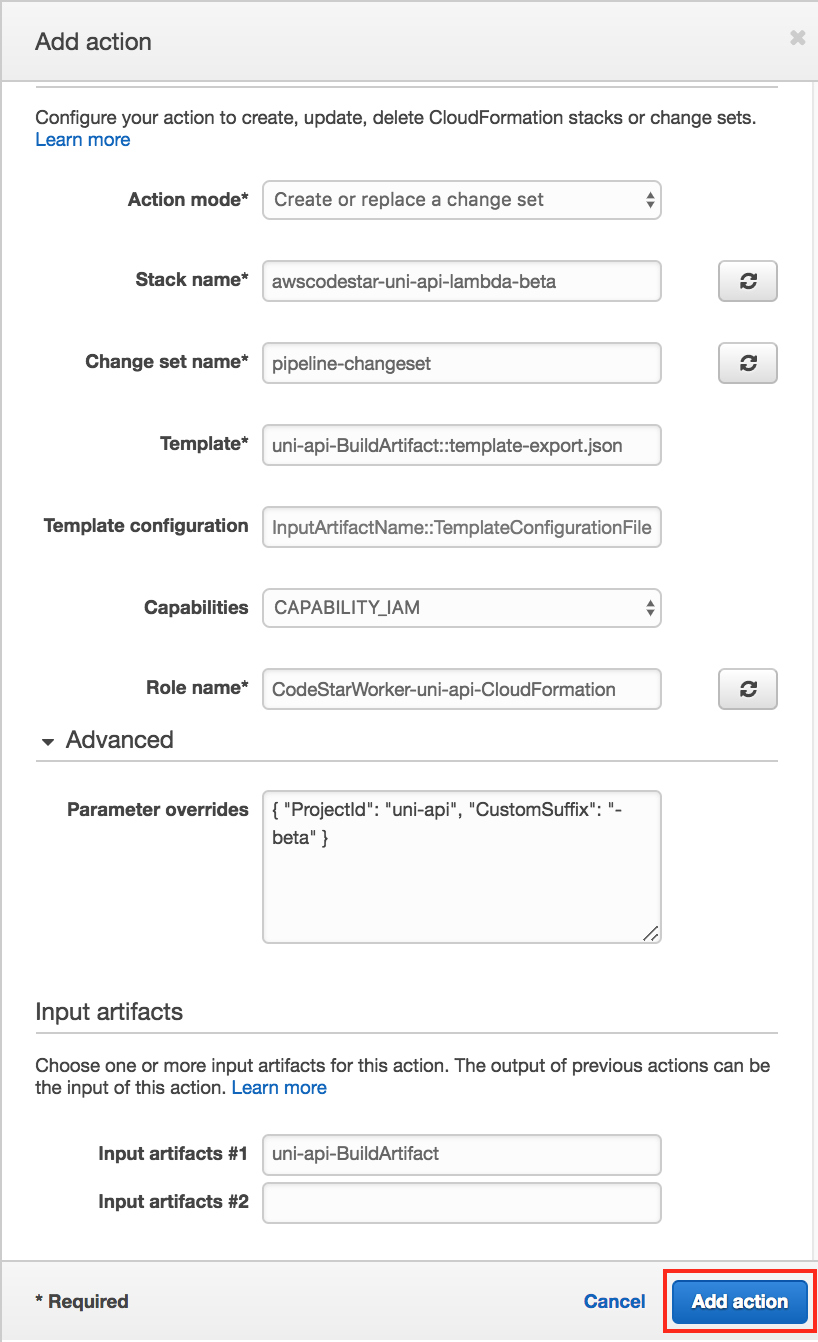 Add action
Configure your action to create, update, delete CloudFormation stacks or change sets.
Learn more
Action mode* Create or replace a change set
Stack name* awscodestar-uni-api-lambda-beta
Change set name* pipeline-changeset
Template* uni-api-BuildArtifact::template-export.json
Template configuration InputArtifactName::TemplateConfigurationFile
Capabilities CAPABILITY_IAM
Role name* CodeStarWorker-uni-api-CloudFormation
Advanced
Parameter overrides { "ProjectId": "uni-api", "CustomSuffix": "-
beta" }
Input artifacts
Choose one or more input artifacts for this action. The output of previous actions can be
the input of this action. Learn more
Input artifacts #1 uni-api-BuildArtifact
Input artifacts #2
* Required Cancel Add action